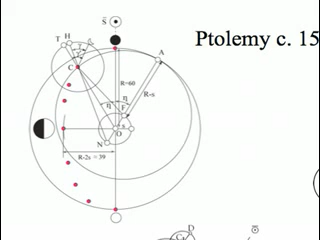 S̄
T H
A
Ptolemy c. 15
C
R=60
R-s
η η
F
s
O
N
R-2s ≈ 39
D
C